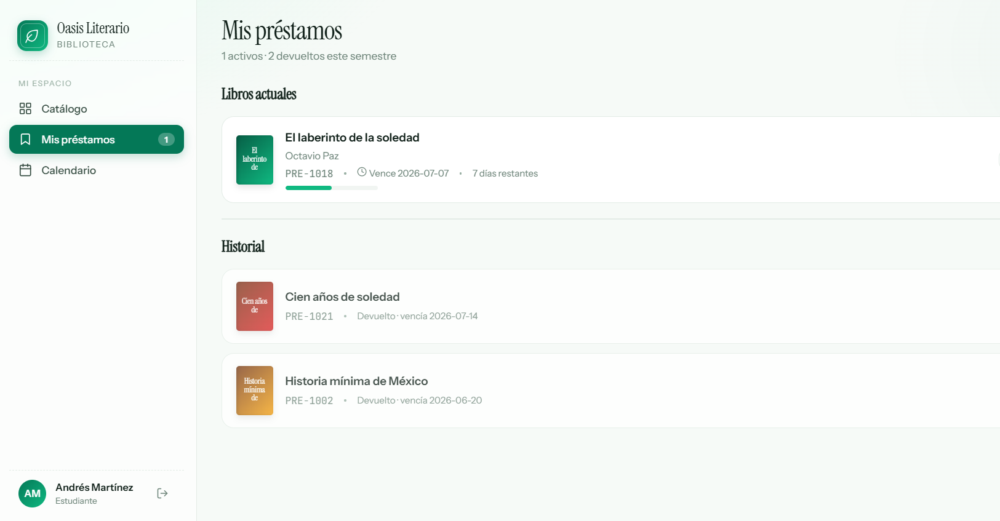 Oasis Literario
BIBLIOTECA
MI ESPACIO
Catálogo
Mis préstamos 1
Calendario
Andrés Martínez
Estudiante
AM
Mis préstamos
1 activos · 2 devueltos este semestre
Libros actuales
El
laberinto
de
El laberinto de la soledad
Octavio Paz
PRE-1018 • Vence 2026-07-07 • 7 días restantes
Historial
Cien años
de
Cien años de soledad
PRE-1021 • Devuelto · vencía 2026-07-14
Historia
mínima
de
Historia mínima de México
PRE-1002 • Devuelto · vencía 2026-06-20